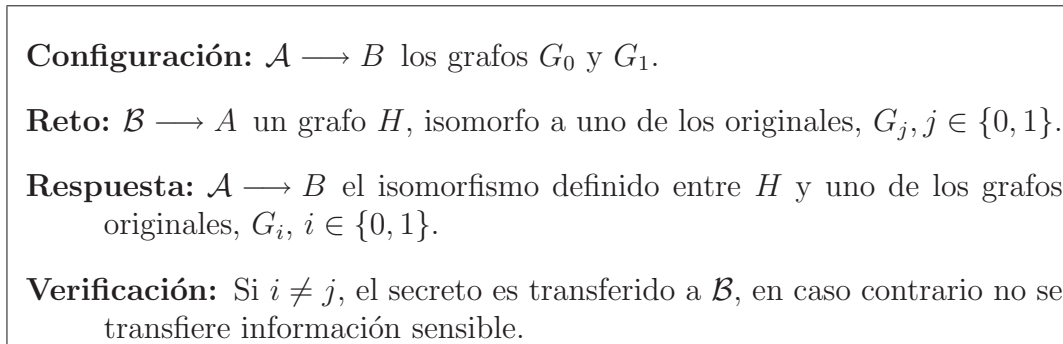 Configuración: 𝒜 ⟶ B los grafos G₀ y G₁.
Reto: ℬ ⟶ A un grafo H, isomorfo a uno de los originales, Gⱼ, j ∈ {0, 1}.
Respuesta: 𝒜 ⟶ B el isomorfismo definido entre H y uno de los grafos
originales, Gᵢ, i ∈ {0, 1}.
Verificación: Si i ≠ j, el secreto es transferido a ℬ, en caso contrario no se
transfiere información sensible.